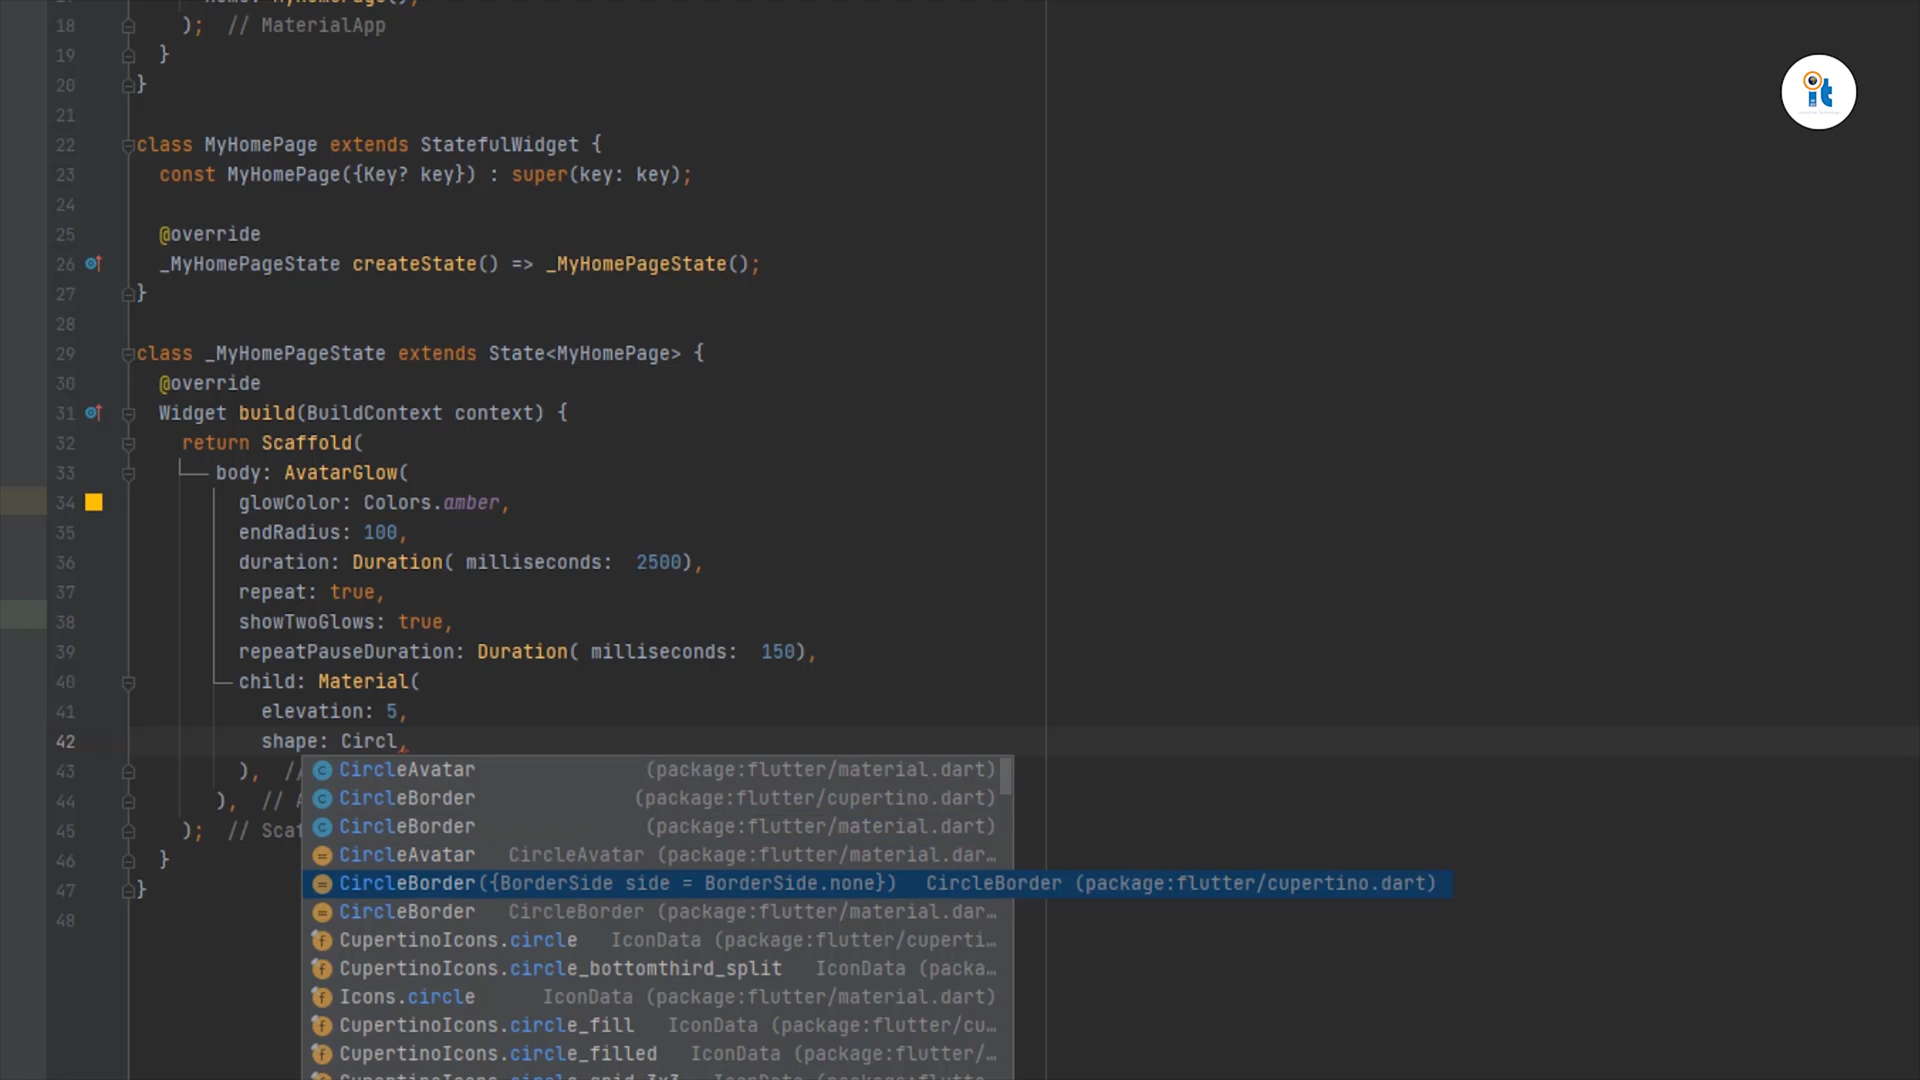 18 ); // MaterialApp
19 }
20 }
21
22 class MyHomePage extends StatefulWidget {
23 const MyHomePage({Key? key}) : super(key: key);
24
25 @override
26 _MyHomePageState createState() => _MyHomePageState();
27 }
28
29 class _MyHomePageState extends State<MyHomePage> {
30 @override
31 Widget build(BuildContext context) {
32 return Scaffold(
33 body: AvatarGlow(
34 glowColor: Colors.amber,
35 endRadius: 100,
36 duration: Duration( milliseconds: 2500),
37 repeat: true,
38 showTwoGlows: true,
39 repeatPauseDuration: Duration( milliseconds: 150),
40 child: Material(
41 elevation: 5,
42 shape: Circl,
43 ), //
44 ), // A
45 ); // Scaf
46 }
47 }
48
CircleAvatar (package:flutter/material.dart)
CircleBorder (package:flutter/cupertino.dart)
CircleBorder (package:flutter/material.dart)
CircleAvatar CircleAvatar (package:flutter/material.dar…
CircleBorder({BorderSide side = BorderSide.none}) CircleBorder (package:flutter/cupertino.dart)
CircleBorder CircleBorder (package:flutter/material.dar…
CupertinoIcons.circle IconData (package:flutter/cuperti…
CupertinoIcons.circle_bottomthird_split IconData (packa…
Icons.circle IconData (package:flutter/material.dart)
CupertinoIcons.circle_fill IconData (package:flutter/cu…
CupertinoIcons.circle_filled IconData (package:flutter/…
it